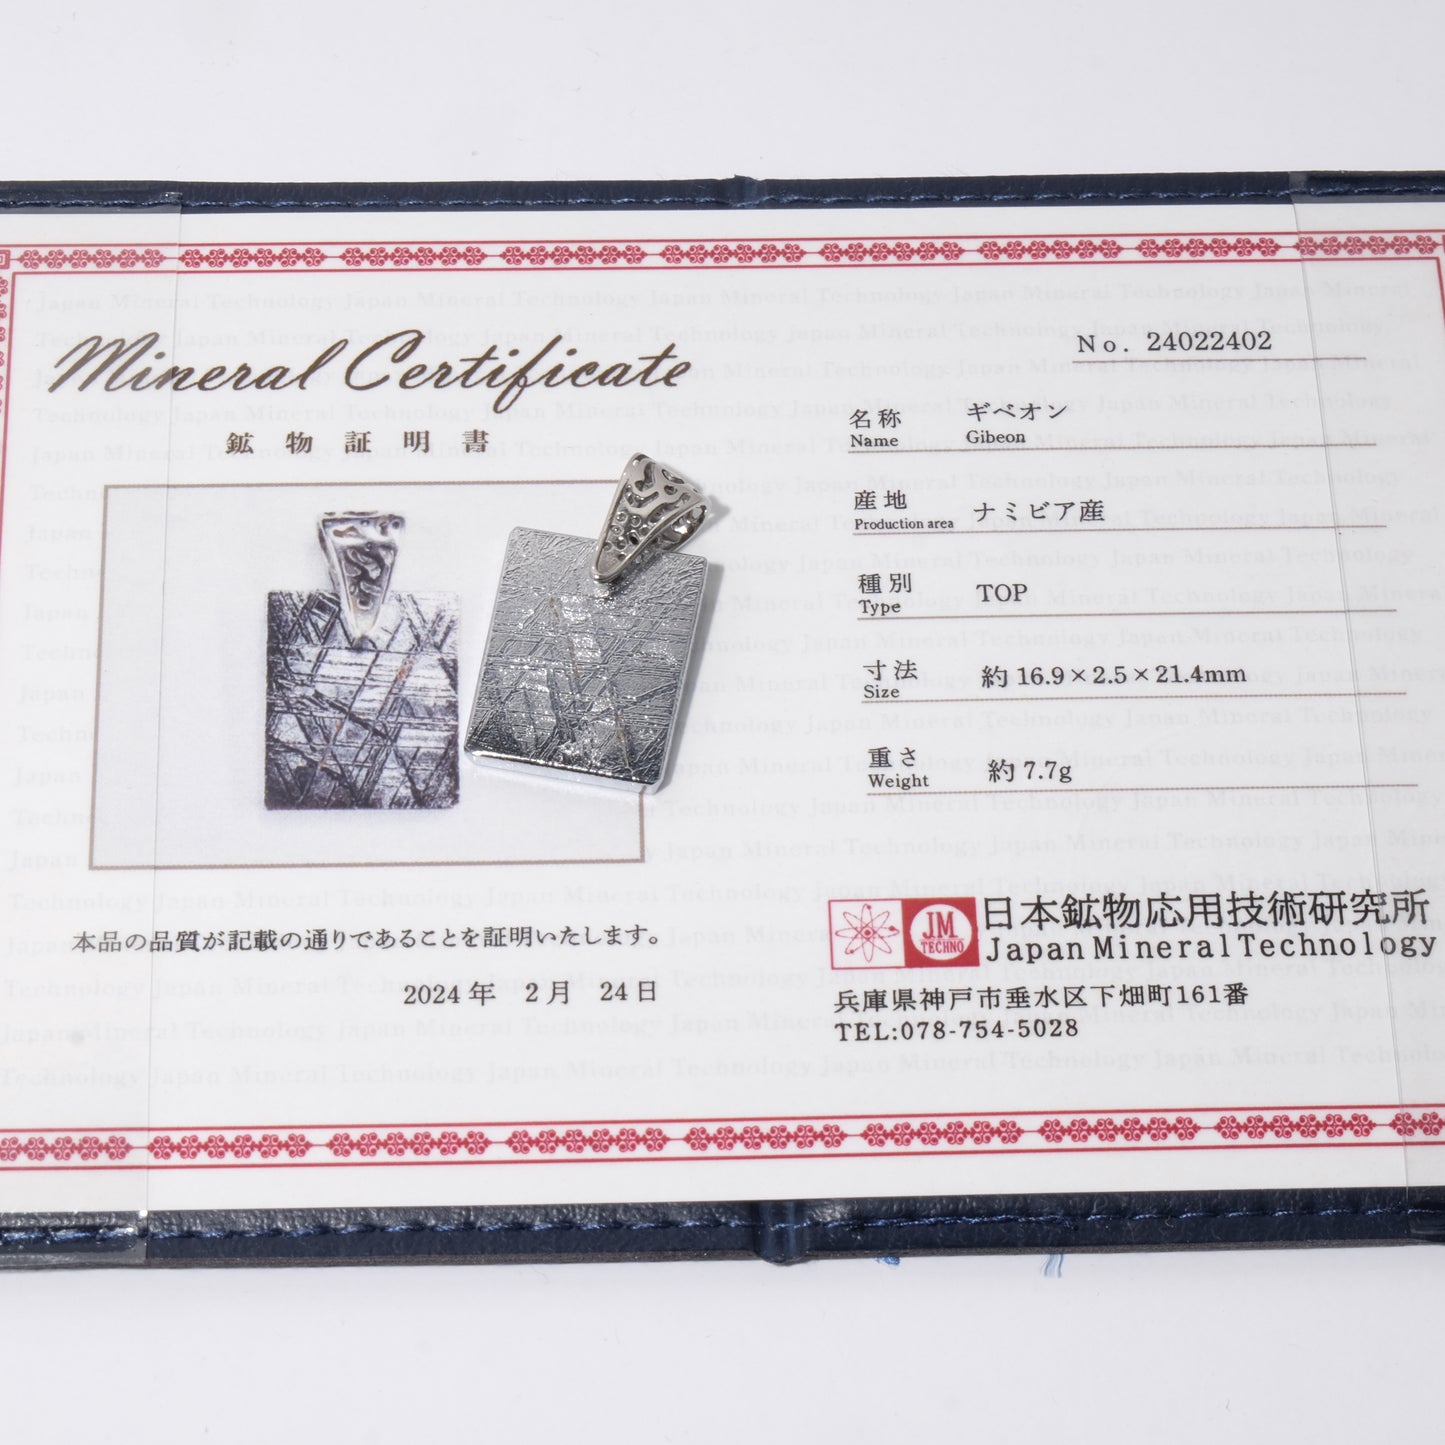 Mineral Certificate
鉱物証明書
No. 24022402
名称 ギベオン
Name Gibeon
産地 ナミビア産
Production area
種別 TOP
Type
寸法 約16.9×2.5×21.4mm
Size
重さ 約7.7g
Weight
本品の品質が記載の通りであることを証明いたします。
2024年 2月 24日
JM
TECHNO
日本鉱物応用技術研究所
Japan Mineral Technology
兵庫県神戸市垂水区下畑町161番
TEL:078-754-5028